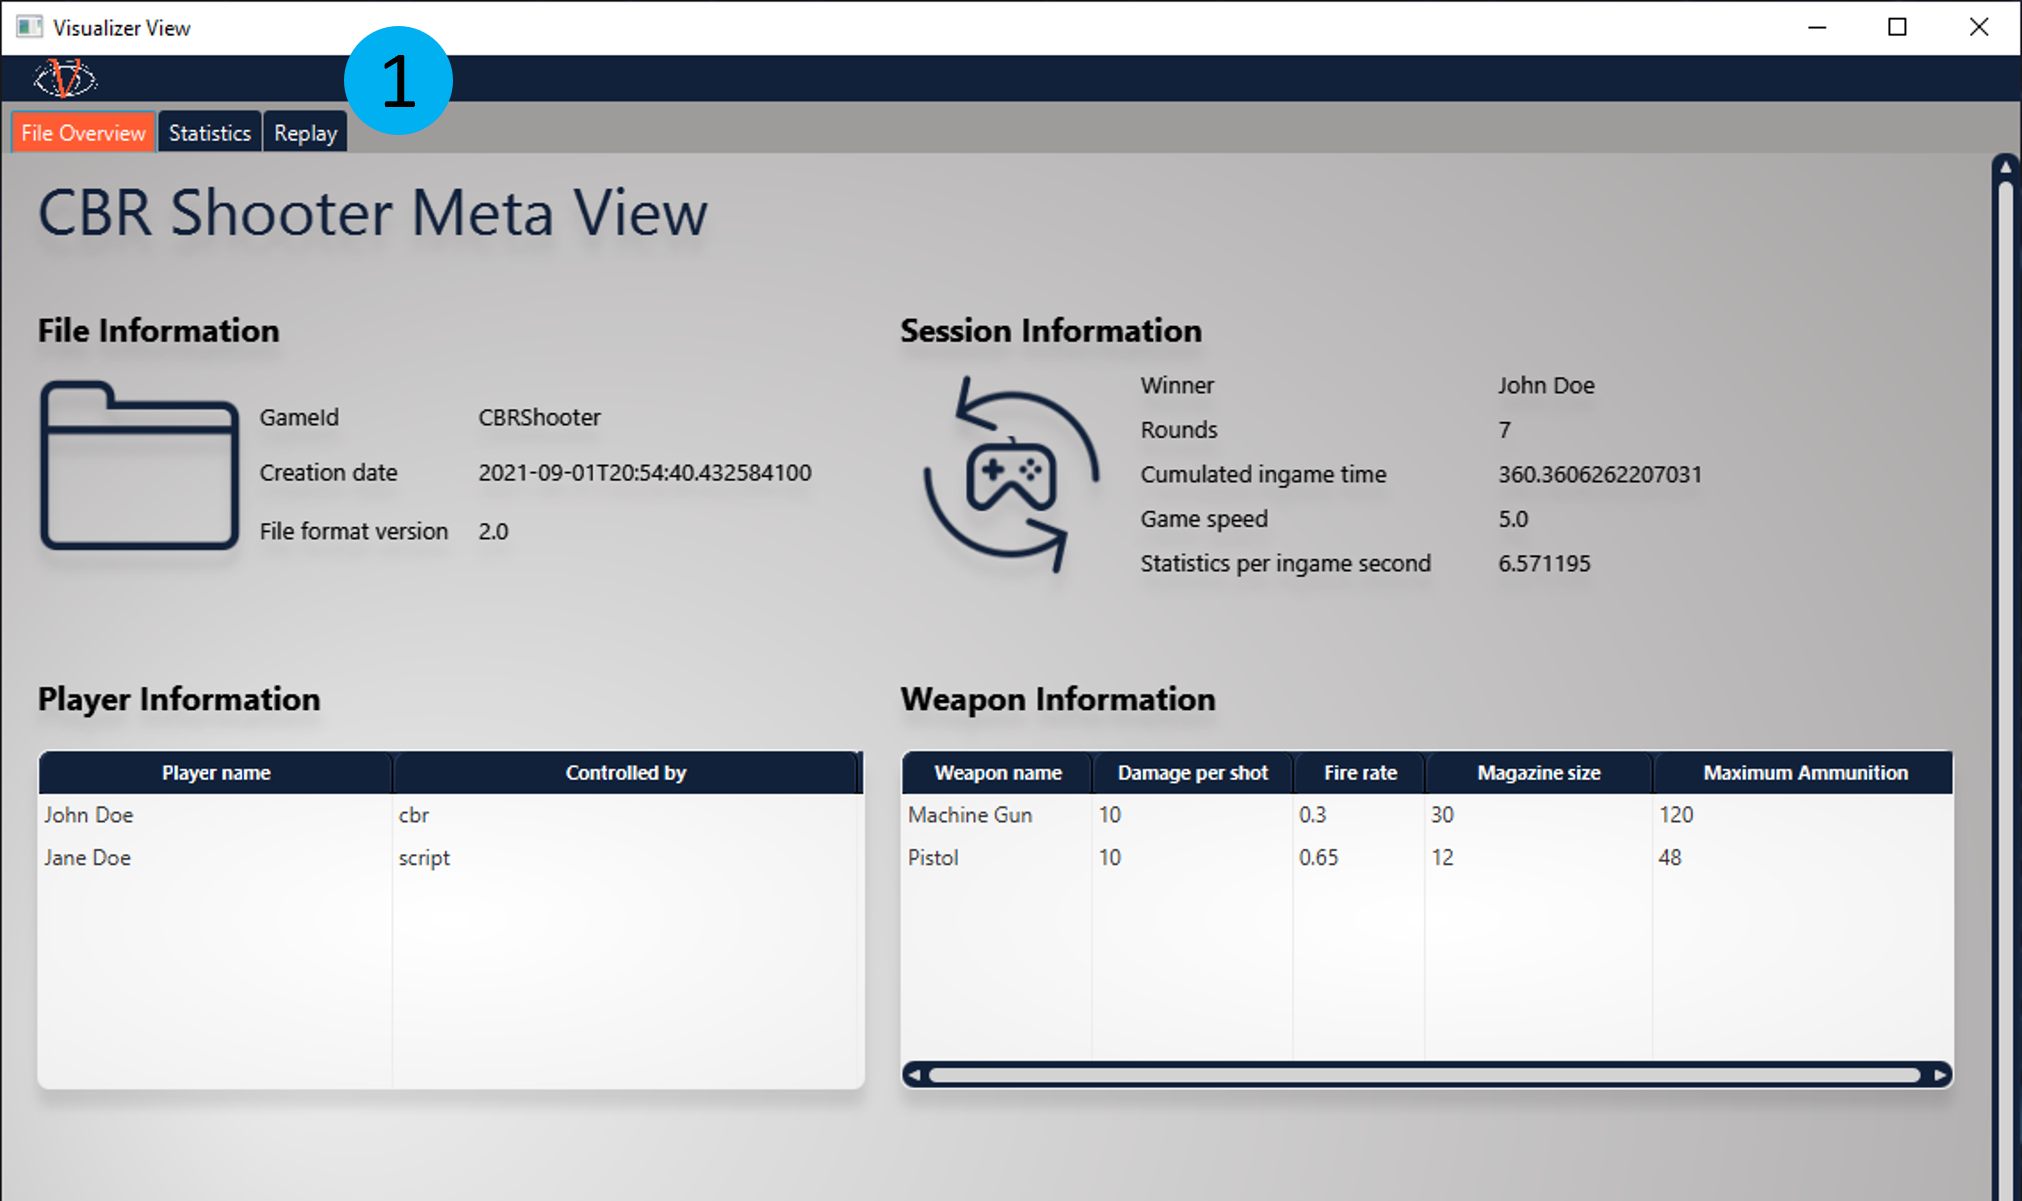 Visualizer View
1
File Overview Statistics Replay
CBR Shooter Meta View
File Information
GameId CBRShooter
Creation date 2021-09-01T20:54:40.432584100
File format version 2.0
Session Information
Winner John Doe
Rounds 7
Cumulated ingame time 360.3606262207031
Game speed 5.0
Statistics per ingame second 6.571195
Player Information
Player name Controlled by
John Doe cbr
Jane Doe script
Weapon Information
Weapon name Damage per shot Fire rate Magazine size Maximum Ammunition
Machine Gun 10 0.3 30 120
Pistol 10 0.65 12 48